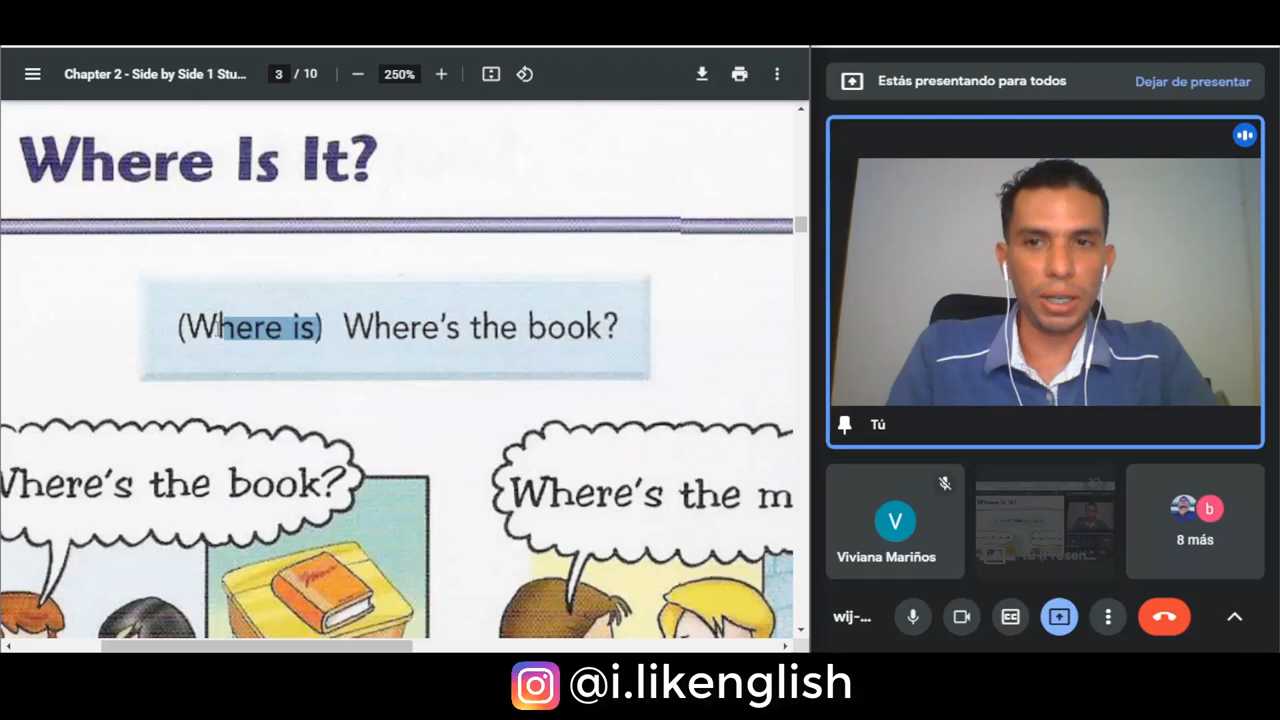 Chapter 2 - Side by Side 1 Stu... 3 / 10 250%
Where Is It?
(Where is) Where's the book?
Where's the book?
Where's the m
Estás presentando para todos
Dejar de presentar
Tú
V
Viviana Mariños
b
8 más
wij-...
@i.likenglish